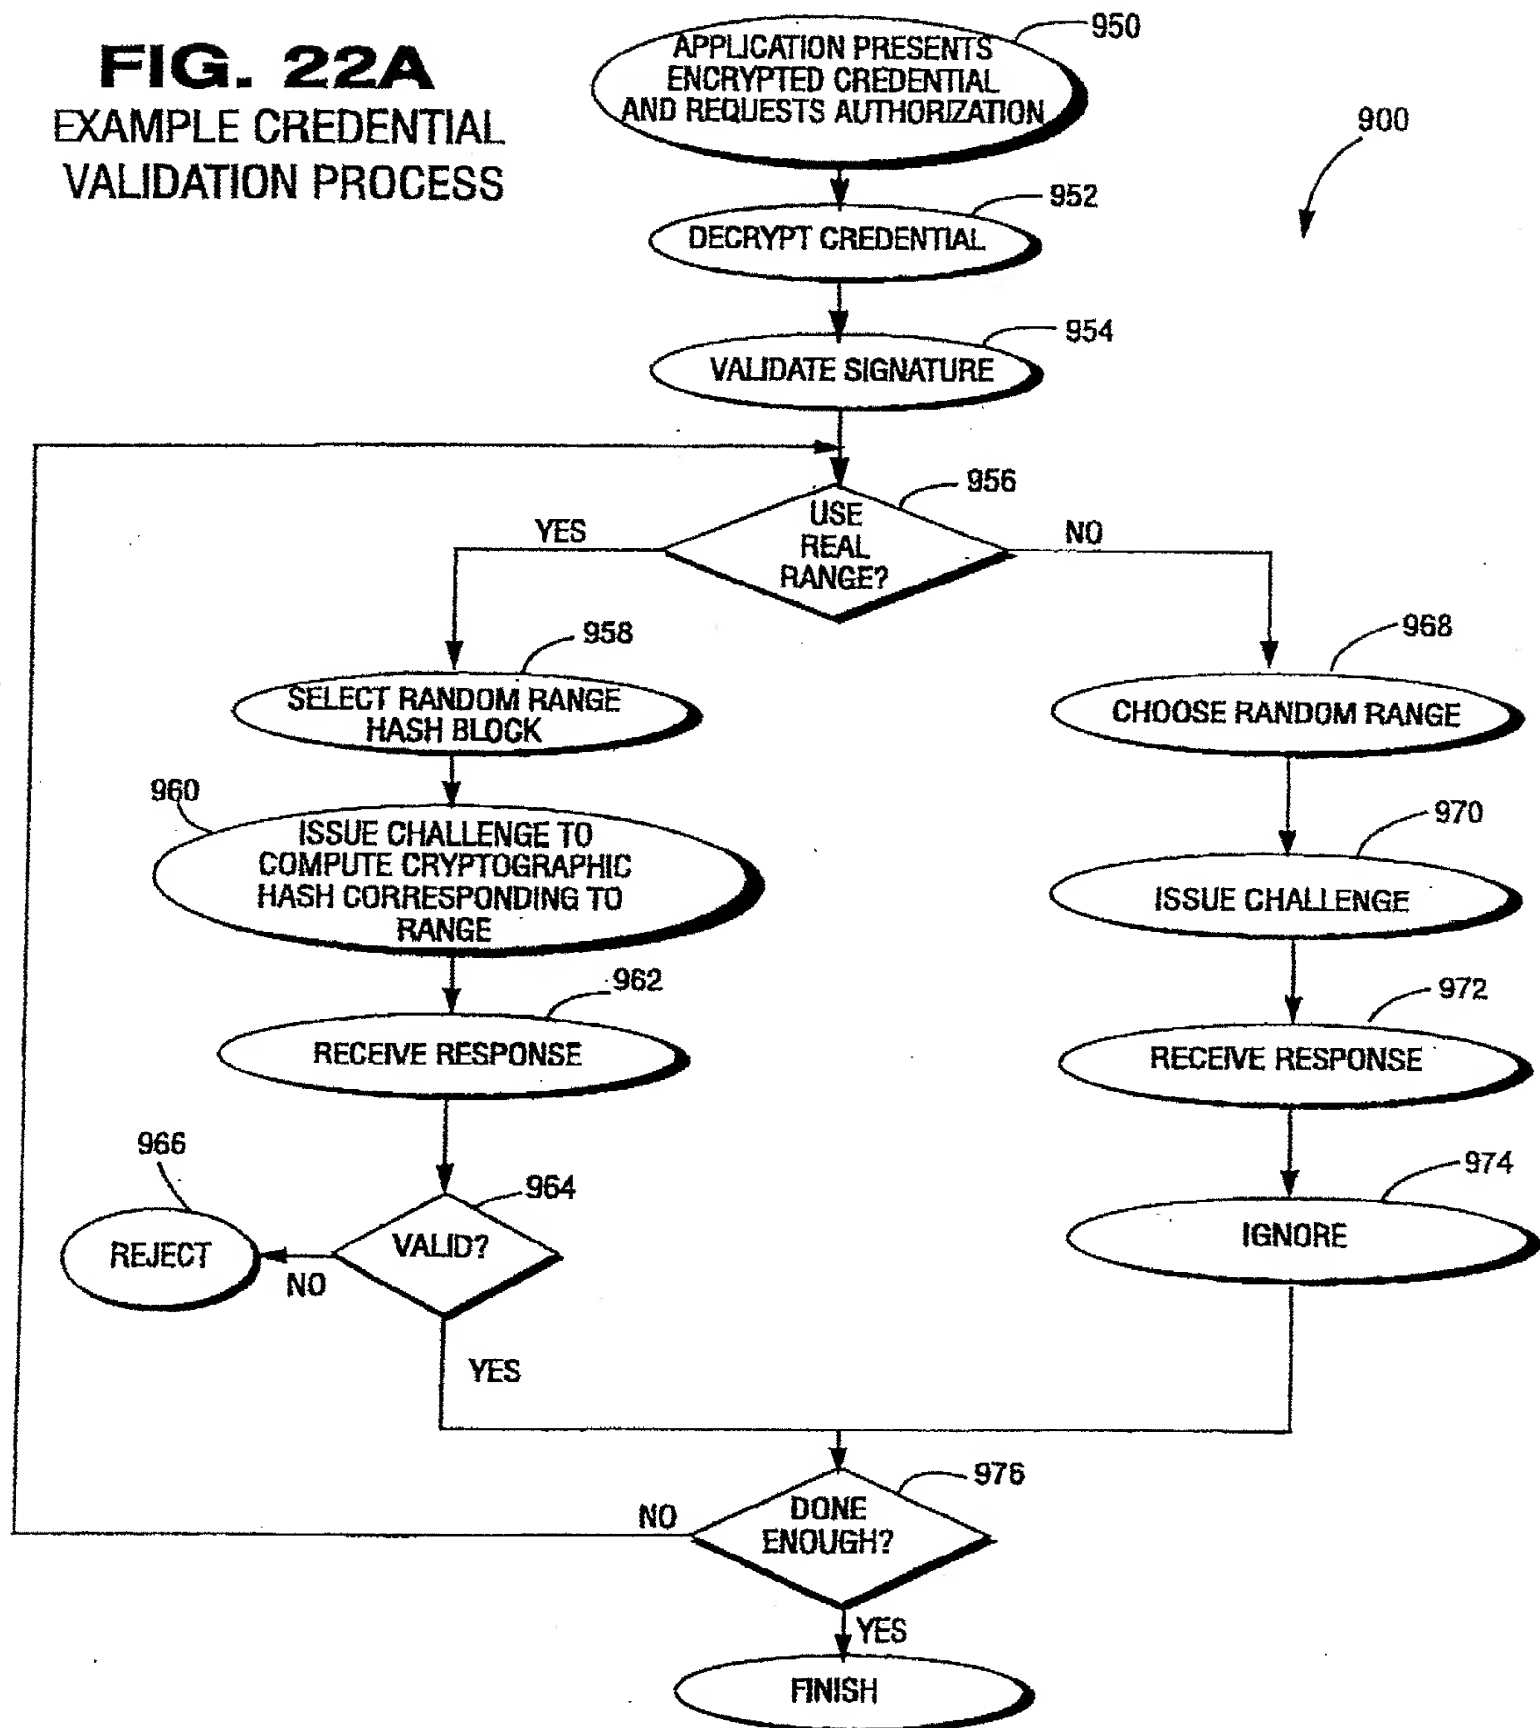 FIG. 22A
EXAMPLE CREDENTIAL
VALIDATION PROCESS
APPLICATION PRESENTS
ENCRYPTED CREDENTIAL
AND REQUESTS AUTHORIZATION
950
900
DECRYPT CREDENTIAL
952
VALIDATE SIGNATURE
954
USE
REAL
RANGE?
956
YES
NO
SELECT RANDOM RANGE
HASH BLOCK
958
CHOOSE RANDOM RANGE
968
960
ISSUE CHALLENGE TO
COMPUTE CRYPTOGRAPHIC
HASH CORRESPONDING TO
RANGE
ISSUE CHALLENGE
970
RECEIVE RESPONSE
962
RECEIVE RESPONSE
972
966
REJECT
NO
VALID?
964
IGNORE
974
YES
DONE
ENOUGH?
976
NO
YES
FINISH